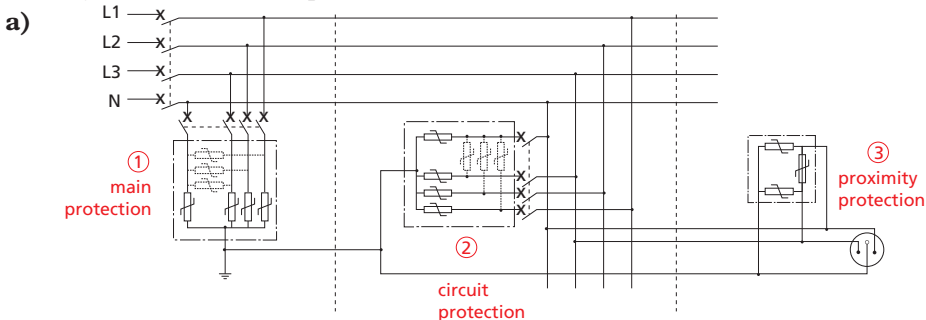 a)
L1
L2
L3
N
1
main
protection
2
circuit
protection
3
proximity
protection